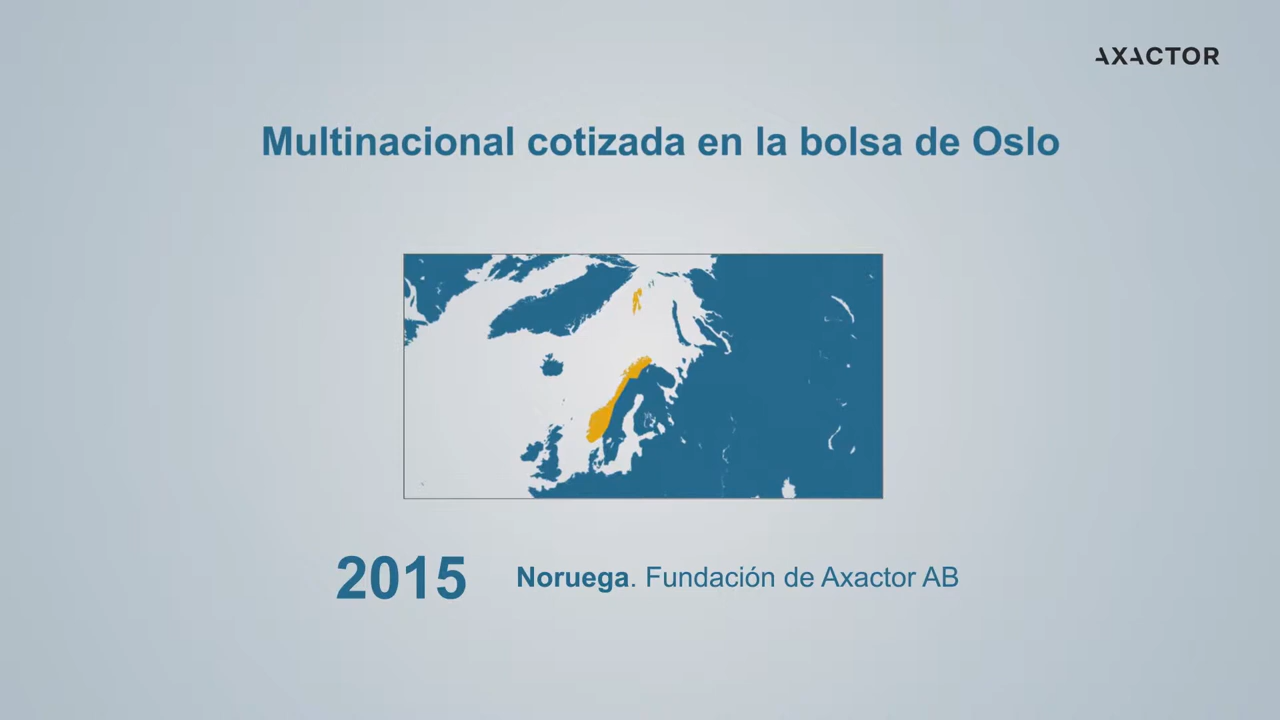 AXACTOR
Multinacional cotizada en la bolsa de Oslo
2015
Noruega. Fundación de Axactor AB